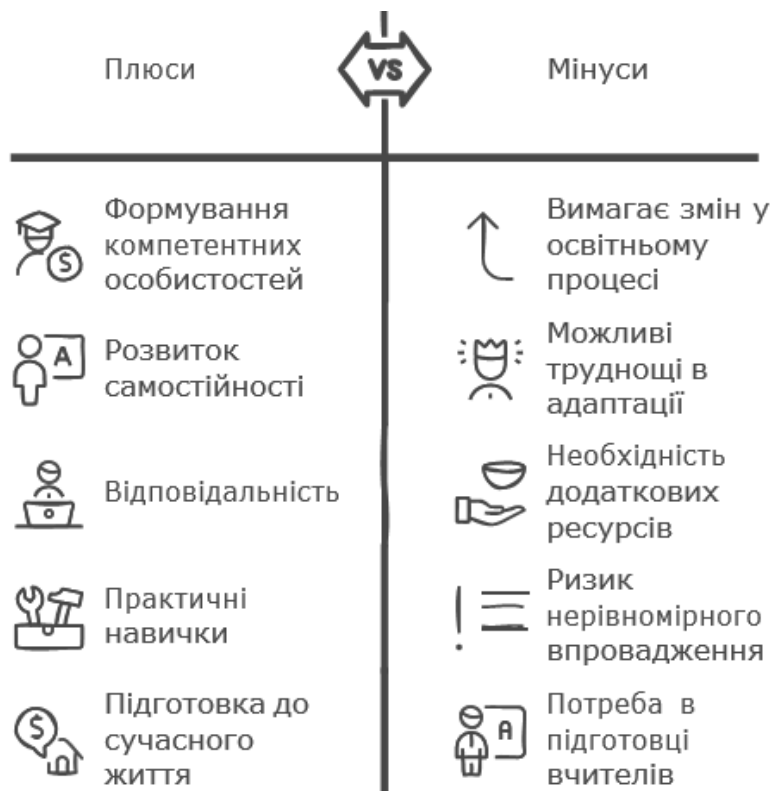 Плюси
VS
Мінуси
Формування
компетентних
особистостей
Вимагає змін у
освітньому
процесі
A
Розвиток
самостійності
Можливі
труднощі в
адаптації
Відповідальність
Необхідність
додаткових
ресурсів
Практичні
навички
Ризик
нерівномірного
впровадження
Підготовка до
сучасного
життя
A
Потреба в
підготовці
вчителів